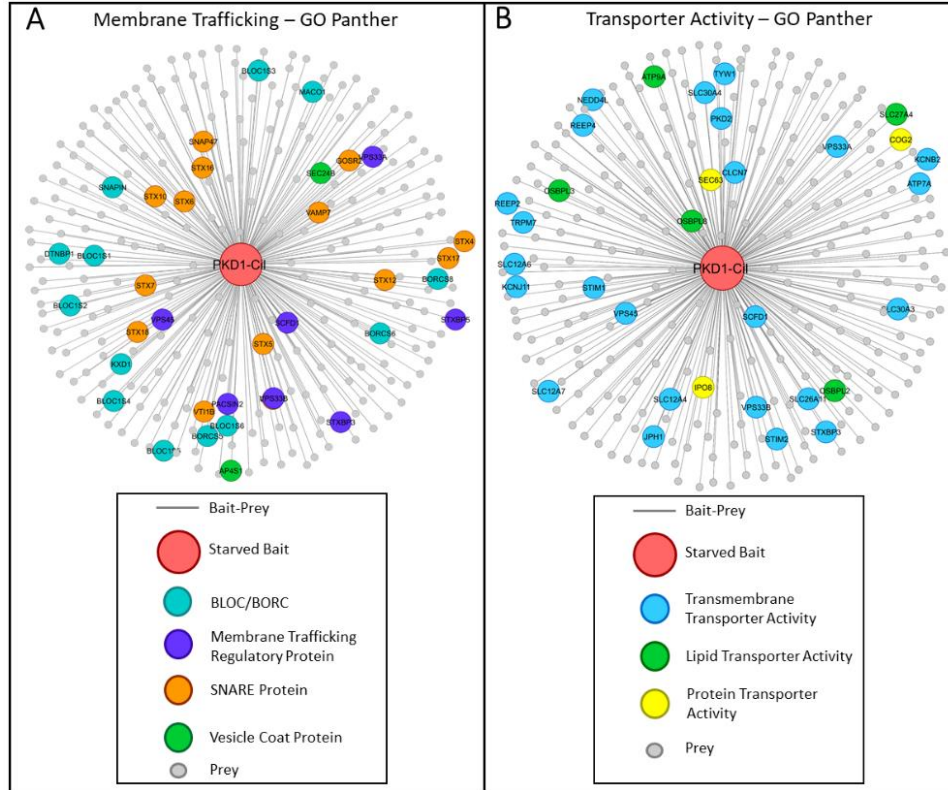 A
Membrane Trafficking – GO Panther
BLOC1S3
MACO1
SNAP47
GOSR2
VPS33A
STX16
SEC24B
SNAPIN
STX10
STX6
VAMP7
STX4
DTNBP1
BLOC1S1
STX17
PKD1-Cil
STX12
BORCS8
STX7
BLOC1S2
VPS45
SCFD1
STXBP5
STX18
BORCS6
STX5
KXD1
BLOC1S4
PACSIN2
VPS33B
VTI1B
BLOC1S6
STXBP3
BORCS5
AP4S1
Bait-Prey
Starved Bait
BLOC/BORC
Membrane Trafficking
Regulatory Protein
SNARE Protein
Vesicle Coat Protein
Prey
B
Transporter Activity – GO Panther
TYW1
ATP9A
SLC30A4
NEDD4L
SLC27A4
PKD2
REEP4
COG2
VPS33A
KCNB2
CLCN7
SEC63
ATP7A
OSBPL3
REEP2
TRPM7
OSBPL8
SLC12A6
PKD1-Cil
KCNJ11
STIM1
VPS45
SCFD1
LC30A3
SLC12A7
IPO8
OSBPL2
SLC12A4
SLC26A1
VPS33B
STXBP3
JPH1
STIM2
Bait-Prey
Starved Bait
Transmembrane
Transporter Activity
Lipid Transporter Activity
Protein Transporter
Activity
Prey